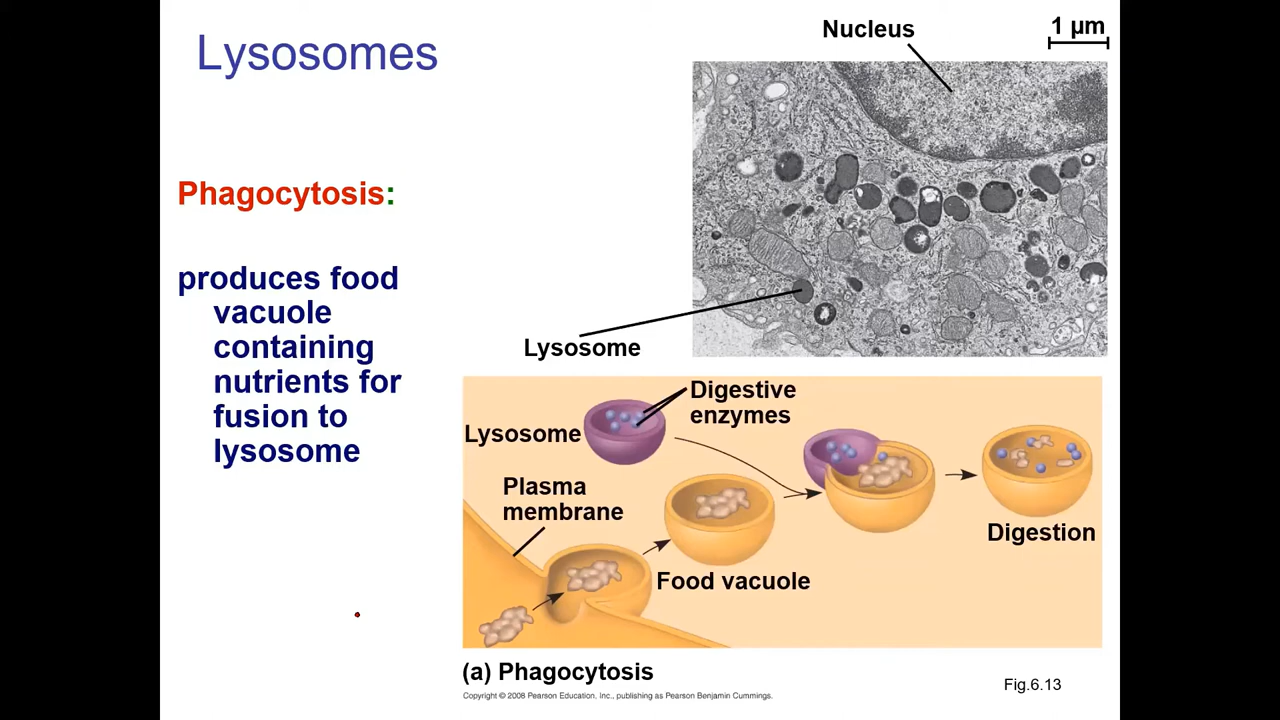 Lysosomes
Phagocytosis:
produces food
vacuole
containing
nutrients for
fusion to
lysosome
Nucleus
1 µm
Lysosome
Digestive
enzymes
Lysosome
Plasma
membrane
Food vacuole
Digestion
(a) Phagocytosis
Copyright © 2008 Pearson Education, Inc., publishing as Pearson Benjamin Cummings.
Fig.6.13